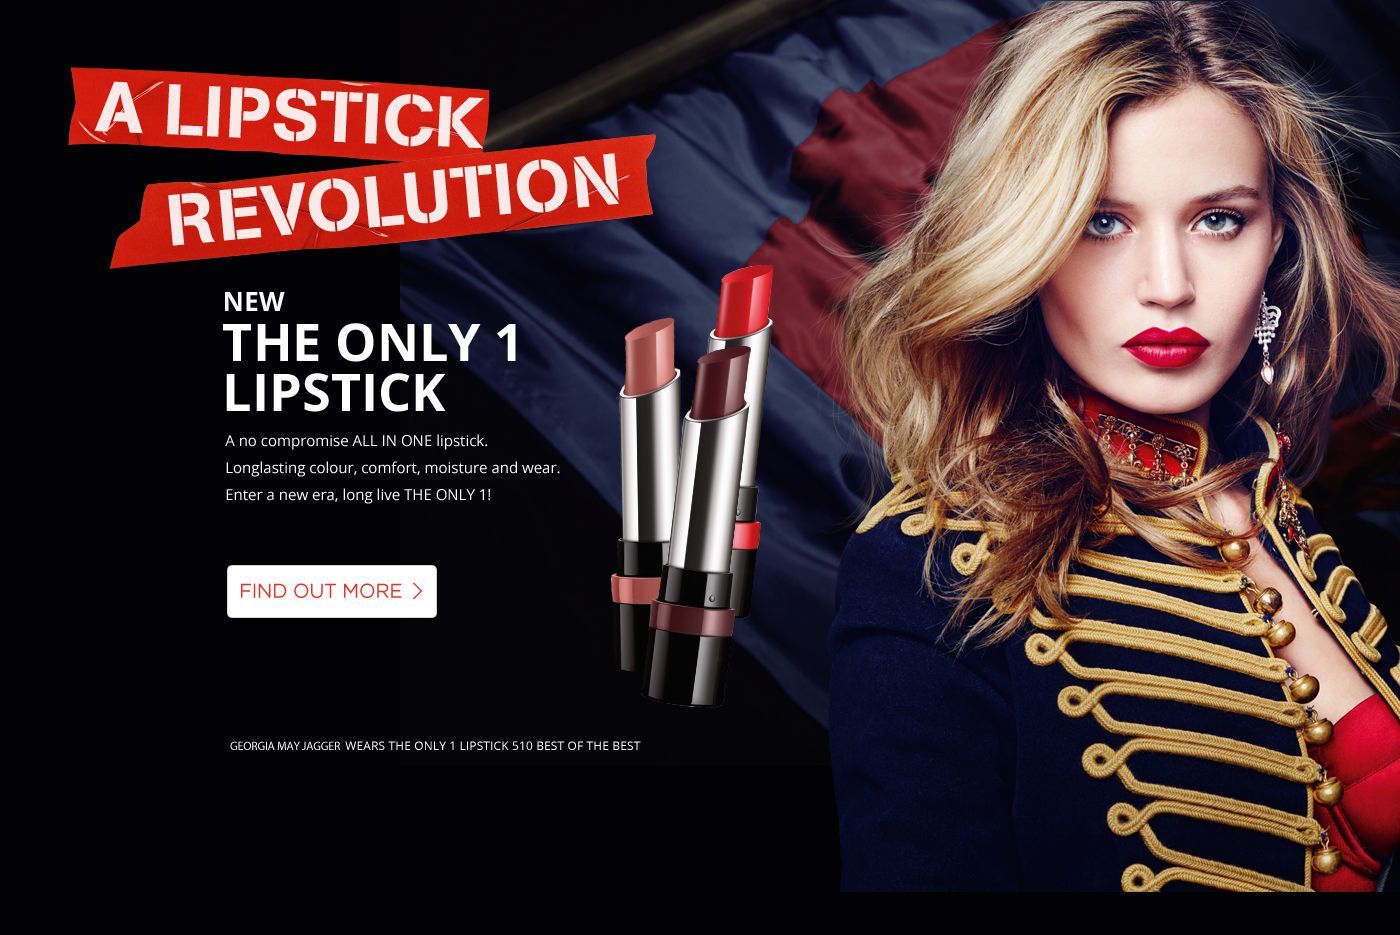 A LIPSTICK
REVOLUTION
NEW
THE ONLY 1
LIPSTICK
A no compromise ALL IN ONE lipstick.
Longlasting colour, comfort, moisture and wear.
Enter a new era, long live THE ONLY 1!
FIND OUT MORE >
GEORGIA MAY JAGGER WEARS THE ONLY 1 LIPSTICK 510 BEST OF THE BEST